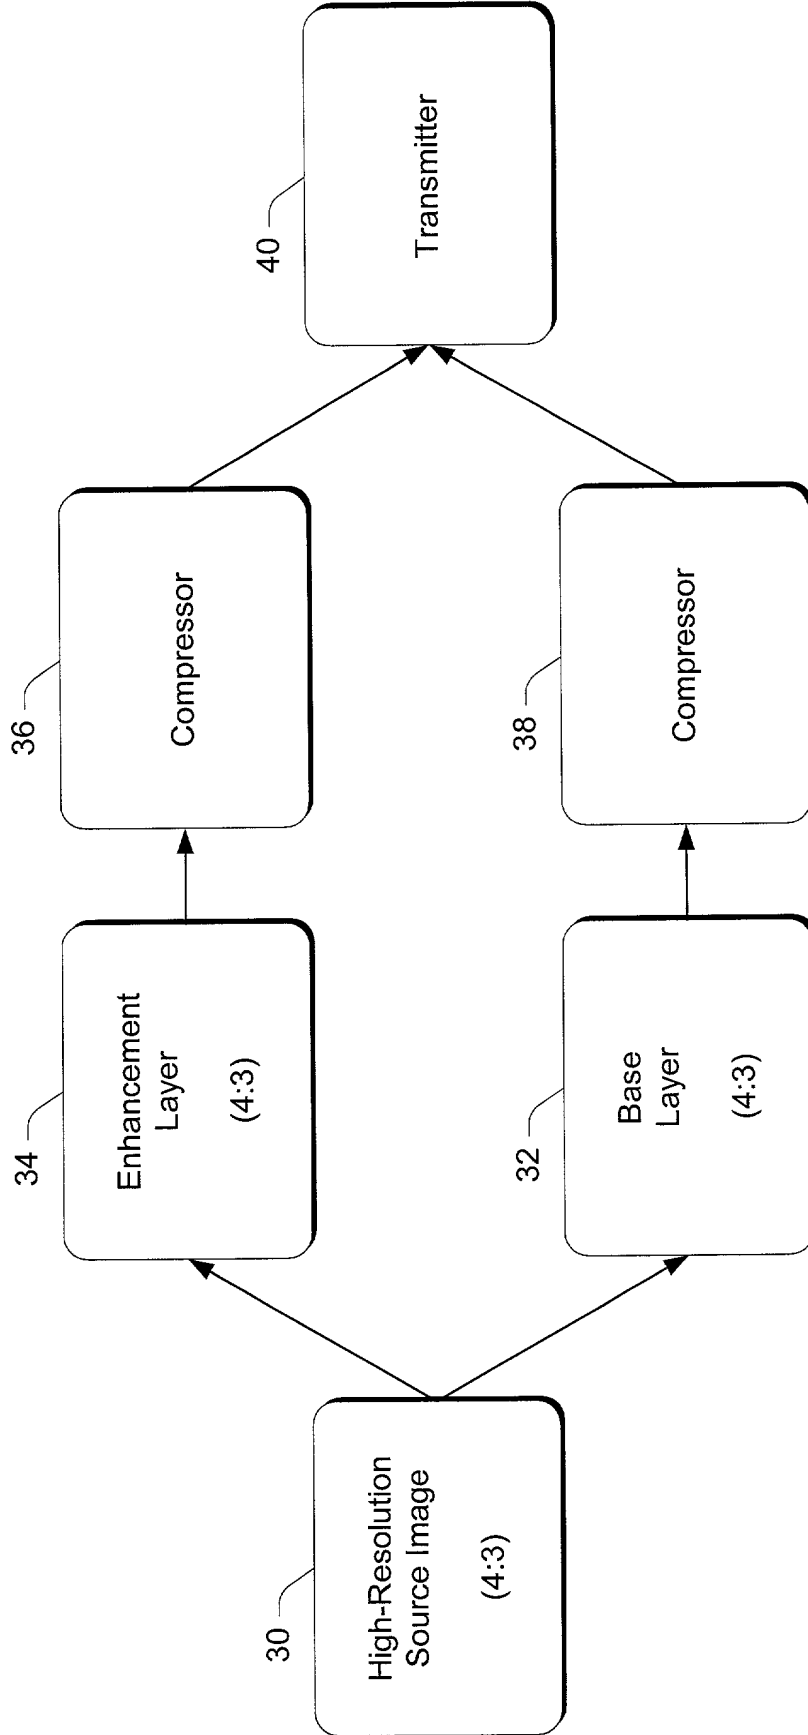 30
High-Resolution
Source Image
(4:3)
34
Enhancement
Layer
(4:3)
36
Compressor
32
Base
Layer
(4:3)
38
Compressor
40
Transmitter